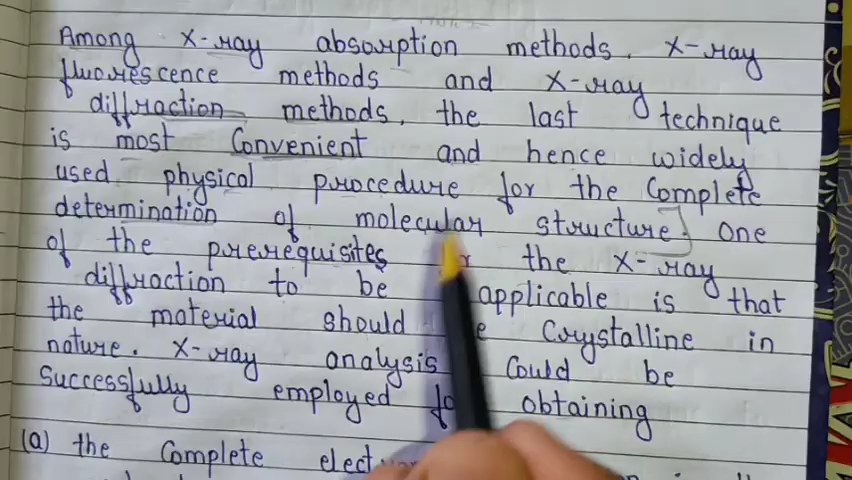 Among X-ray absorption methods. X-ray
fluorescence methods and X-ray
diffraction methods, the last technique
is most Convenient and hence widely
used physical procedure for the Complete
determination of molecular structure] one
of the prerequisites the X-ray
diffraction to be applicable is that
the material should Crystalline in
nature. X-ray analysis Could be
Successfully employed obtaining
(a) the Complete